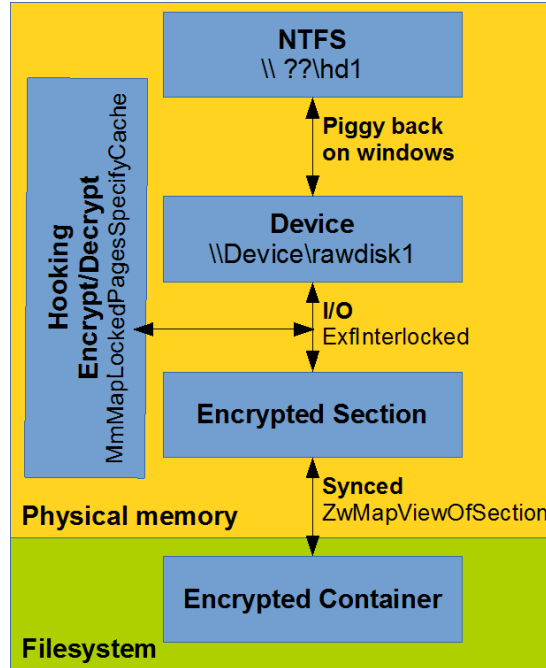 NTFS
\\ ??\hd1
Piggy back
on windows
Hooking
Encrypt/Decrypt
MmMapLockedPagesSpecifyCache
Device
\\Device\rawdisk1
I/O
ExfInterlocked
Encrypted Section
Synced
ZwMapViewOfSection
Physical memory
Encrypted Container
Filesystem